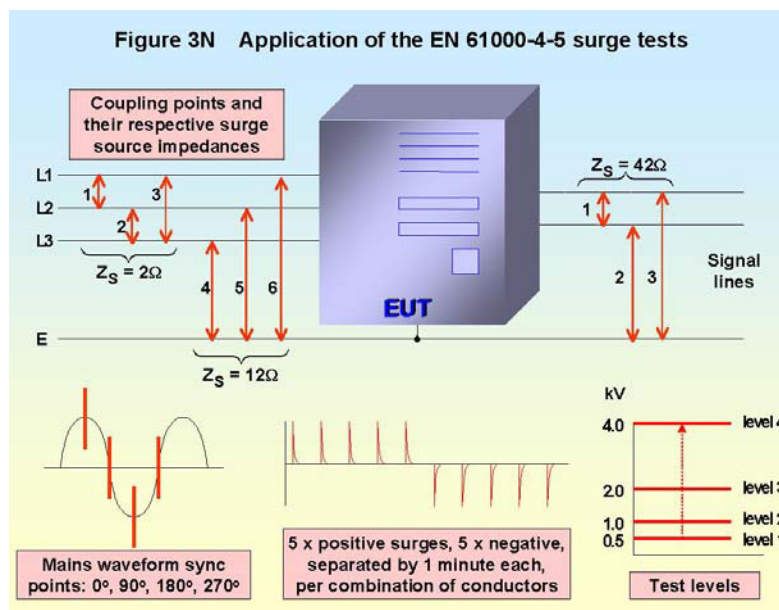 Figure 3N Application of the EN 61000-4-5 surge tests
Coupling points and
their respective surge
source impedances
L1
L2
L3
E
1
2
3
Z_S = 2Ω
4
5
6
Z_S = 12Ω
EUT
Z_S = 42Ω
1
2
3
Signal
lines
Mains waveform sync
points: 0º, 90º, 180º, 270º
5 x positive surges, 5 x negative,
separated by 1 minute each,
per combination of conductors
kV
4.0
level 4
2.0
level 3
1.0
level 2
0.5
level 1
Test levels